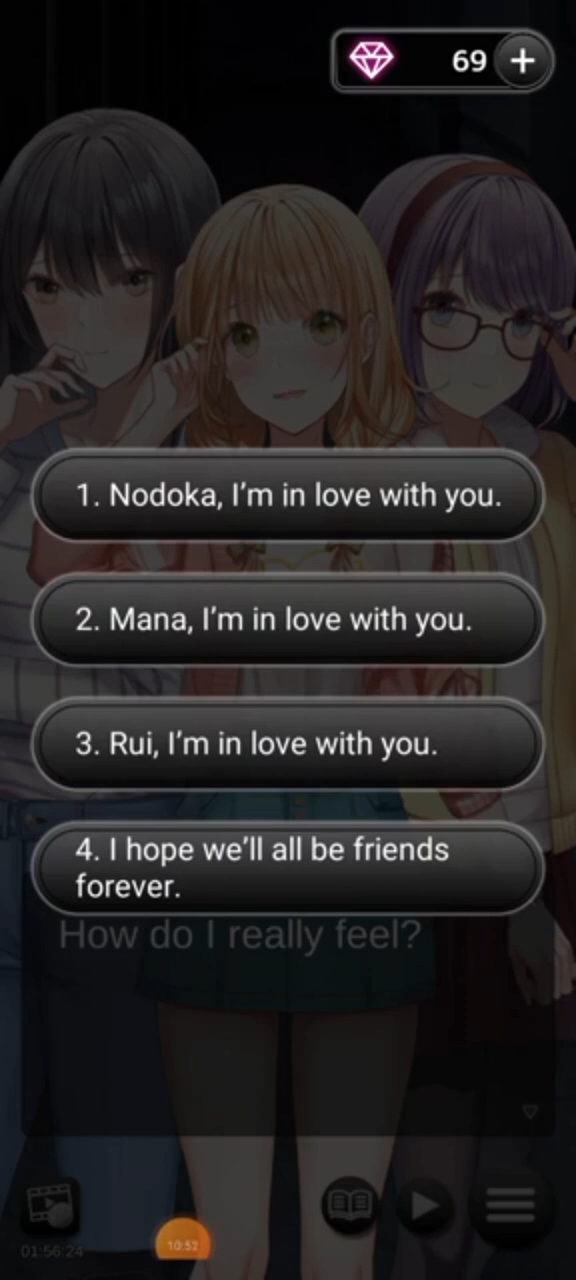 69 +
1. Nodoka, I’m in love with you.
2. Mana, I’m in love with you.
3. Rui, I’m in love with you.
4. I hope we’ll all be friends
forever.
How do I really feel?
01:56:24
10:52